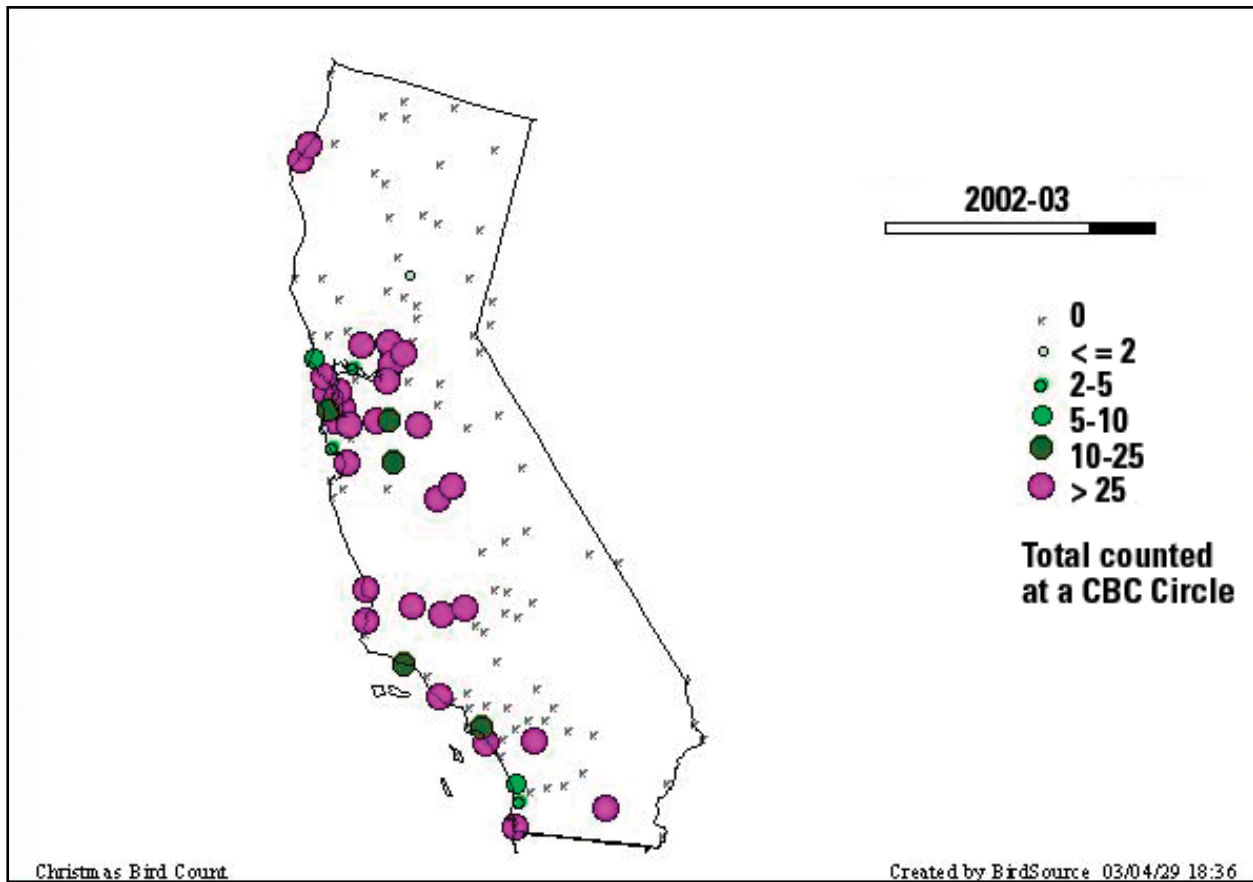 2002-03
0
< = 2
2-5
5-10
10-25
> 25
Total counted
at a CBC Circle
Christmas Bird Count
Created by BirdSource 03/04/29 18:36